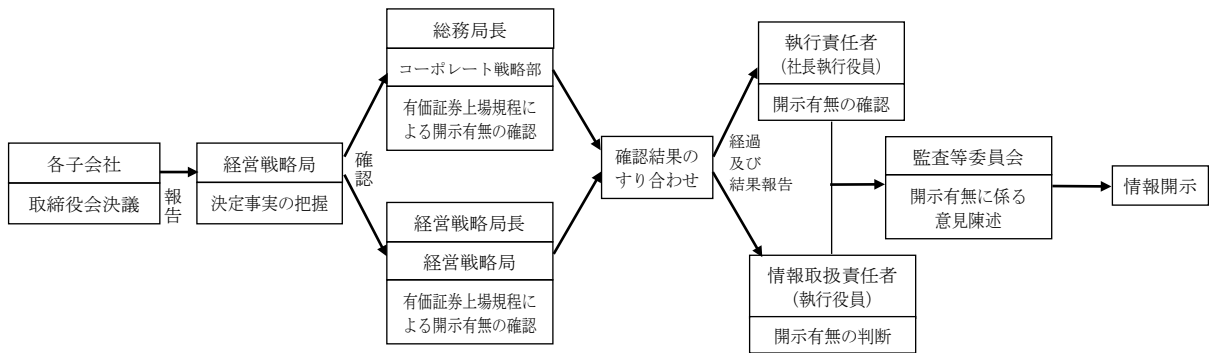 各子会社
取締役会決議
報告
経営戦略局
決定事実の把握
確認
総務局長
コーポレート戦略部
有価証券上場規程に
よる開示有無の確認
経営戦略局長
経営戦略局
有価証券上場規程に
よる開示有無の確認
確認結果の
すり合わせ
経過
及び
結果報告
執行責任者
（社長執行役員）
開示有無の確認
情報取扱責任者
（執行役員）
開示有無の判断
監査等委員会
開示有無に係る
意見陳述
情報開示